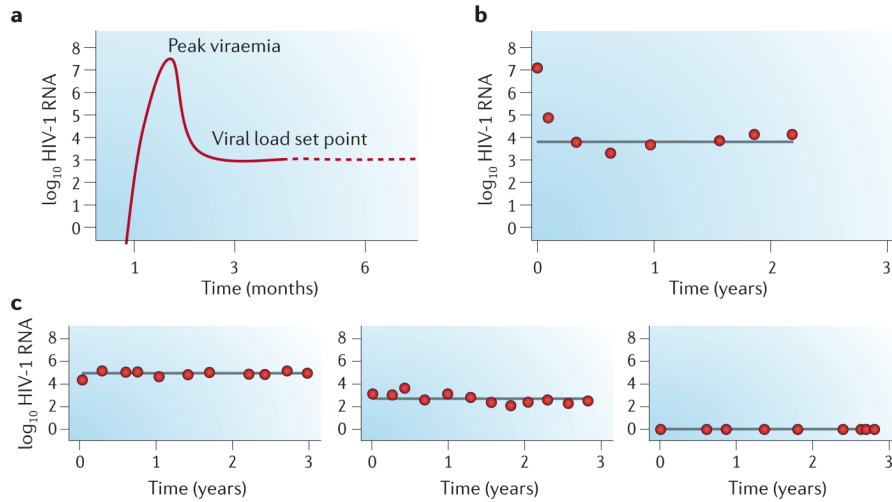 a
log₁₀ HIV-1 RNA
8
7
6
5
4
3
2
1
0
Peak viraemia
Viral load set point
1 3 6
Time (months)
b
log₁₀ HIV-1 RNA
8
7
6
5
4
3
2
1
0
0 1 2 3
Time (years)
c
log₁₀ HIV-1 RNA
8
6
4
2
0
0 1 2 3
Time (years)
8
6
4
2
0
0 1 2 3
Time (years)
8
6
4
2
0
0 1 2 3
Time (years)